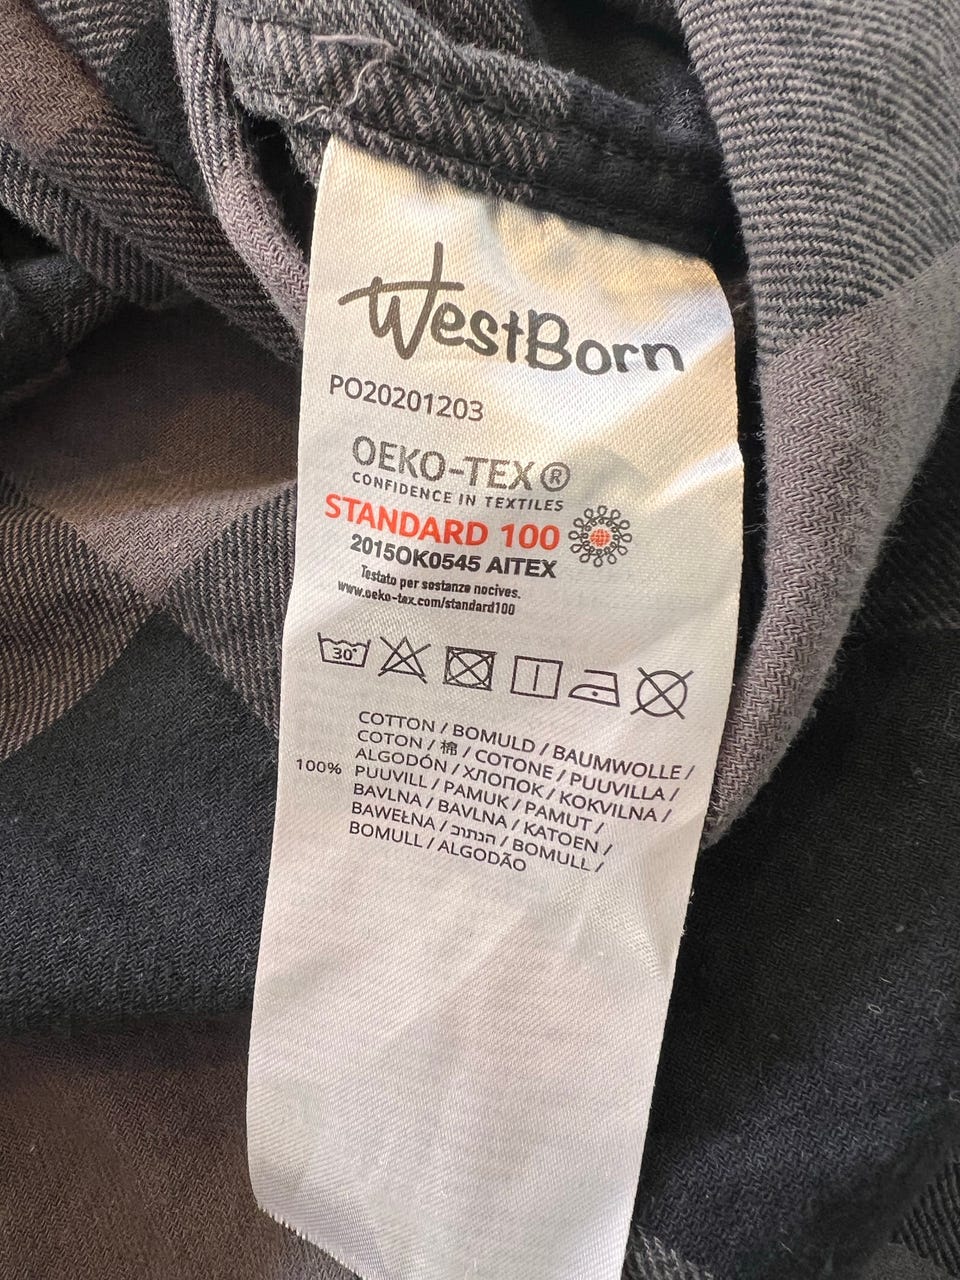 WestBorn
PO20201203
OEKO-TEX®
CONFIDENCE IN TEXTILES
STANDARD 100
2015OK0545 AITEX
Testato per sostanze nocive.
www.oeko-tex.com/standard100
30°
COTTON / BOMULD / BAUMWOLLE /
COTON / 棉 / COTONE / PUUVILLA /
ALGODÓN / ХЛОПОК / KOKVILNA /
100% PUUVILL / PAMUK / PAMUT /
BAVLNA / BAVLNA / KATOEN /
BAWEŁNA / הנתוכ / BOMULL /
BOMULL / ALGODÃO